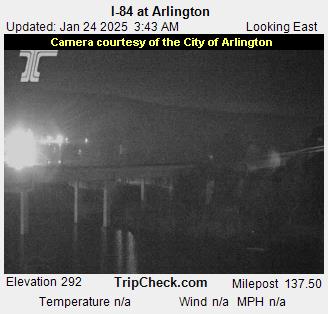 I-84 at Arlington
Updated: Jan 24 2025 3:43 AM Looking East
Camera courtesy of the City of Arlington
Elevation 292 TripCheck.com Milepost 137.50
Temperature n/a Wind n/a MPH n/a